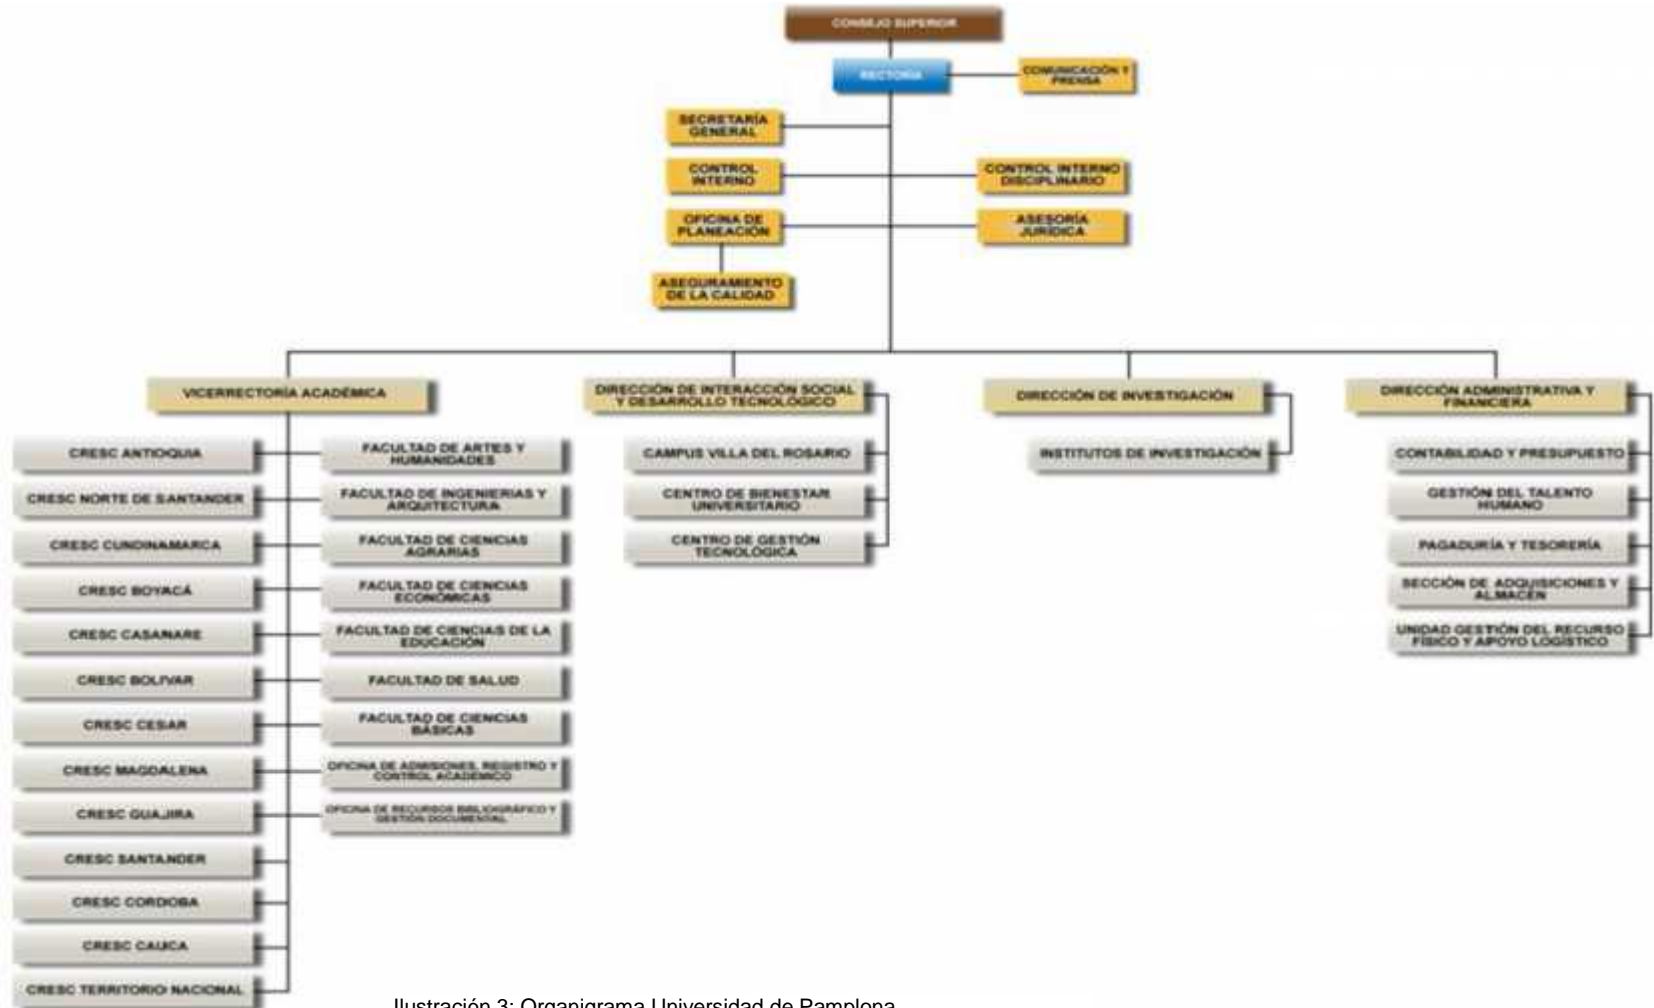 CONSEJO SUPERIOR
RECTORÍA
COMUNICACIÓN Y
PRENSA
SECRETARÍA
GENERAL
CONTROL
INTERNO
CONTROL INTERNO
DISCIPLINARIO
OFICINA DE
PLANEACIÓN
ASESORÍA
JURÍDICA
ASEGURAMIENTO
DE LA CALIDAD
VICERRECTORÍA ACADÉMICA
CRESC ANTIOQUIA
CRESC NORTE DE SANTANDER
CRESC CUNDINAMARCA
CRESC BOYACÁ
CRESC CASANARE
CRESC BOLIVAR
CRESC CESAR
CRESC MAGDALENA
CRESC GUAJIRA
CRESC SANTANDER
CRESC CORDOBA
CRESC CAUCA
CRESC TERRITORIO NACIONAL
FACULTAD DE ARTES Y
HUMANIDADES
FACULTAD DE INGENIERIAS Y
ARQUITECTURA
FACULTAD DE CIENCIAS
AGRARIAS
FACULTAD DE CIENCIAS
ECONÓMICAS
FACULTAD DE CIENCIAS DE LA
EDUCACIÓN
FACULTAD DE SALUD
FACULTAD DE CIENCIAS
BÁSICAS
OFICINA DE ADMISIONES, REGISTRO Y
CONTROL ACADÉMICO
OFICINA DE RECURSOS BIBLIOGRÁFICO Y
GESTIÓN DOCUMENTAL
DIRECCIÓN DE INTERACCIÓN SOCIAL
Y DESARROLLO TECNOLÓGICO
CAMPUS VILLA DEL ROSARIO
CENTRO DE BIENESTAR
UNIVERSITARIO
CENTRO DE GESTIÓN
TECNOLÓGICA
DIRECCIÓN DE INVESTIGACIÓN
INSTITUTOS DE INVESTIGACIÓN
DIRECCIÓN ADMINISTRATIVA Y
FINANCIERA
CONTABILIDAD Y PRESUPUESTO
GESTIÓN DEL TALENTO
HUMANO
PAGADURÍA Y TESORERÍA
SECCIÓN DE ADQUISICIONES Y
ALMACÉN
UNIDAD GESTIÓN DEL RECURSO
FÍSICO Y APOYO LOGÍSTICO
Ilustración 3: Organigrama Universidad de Pamplona